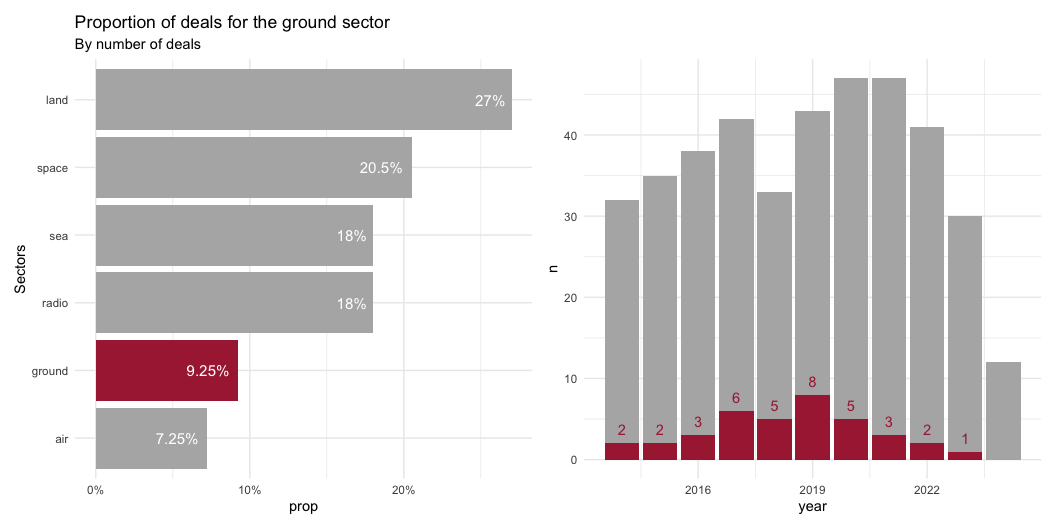 Proportion of deals for the ground sector
By number of deals
Sectors
land
27%
space
20.5%
sea
18%
radio
18%
ground
9.25%
air
7.25%
0%
10%
20%
prop
n
40
30
20
10
0
2
2
3
6
5
8
5
3
2
1
2016
2019
2022
year